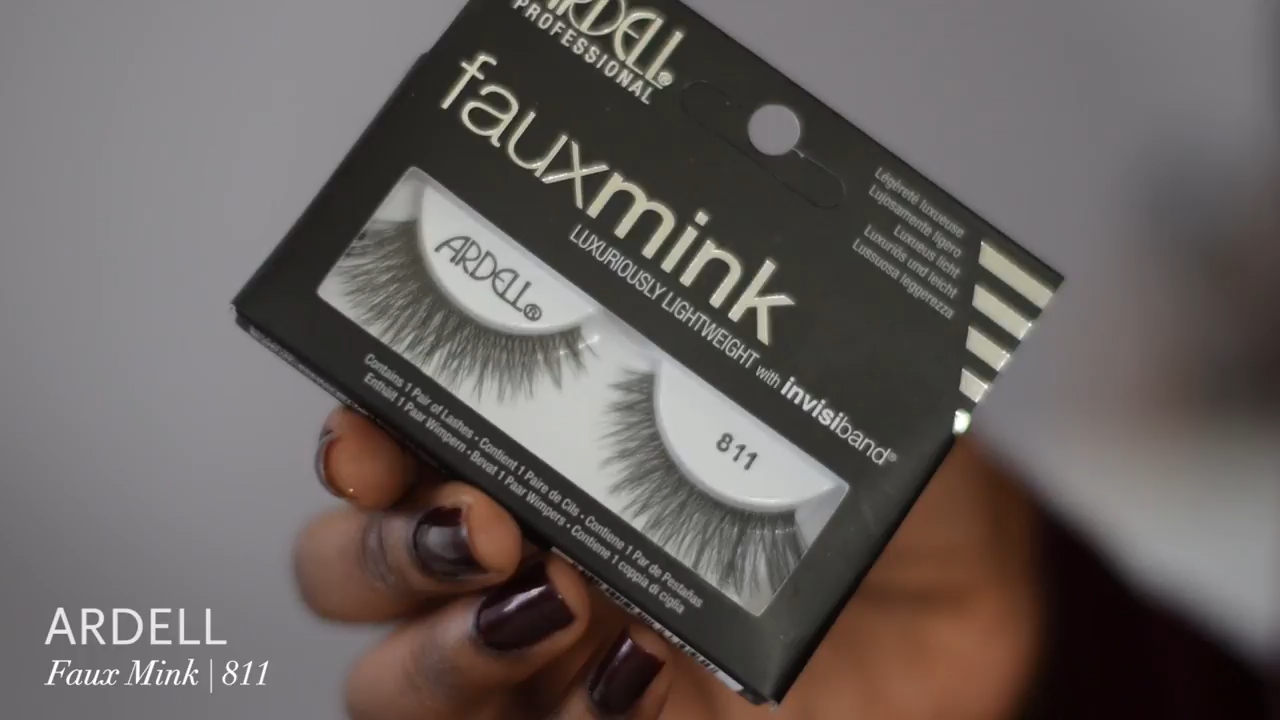 ARDELL®
PROFESSIONAL
fauxmink
LUXURIOUSLY LIGHTWEIGHT with invisiband®
Légèreté luxueuse
Lujosamente ligero
Luxueus licht
Luxuriös und leicht
Lussuosa leggerezza
ARDELL®
811
Contains 1 Pair of Lashes • Contient 1 Paire de Cils • Contiene 1 Par de Pestañas
Enthält 1 Paar Wimpern • Bevat 1 Paar Wimpers • Contiene 1 coppia di ciglia
ARDELL
Faux Mink | 811